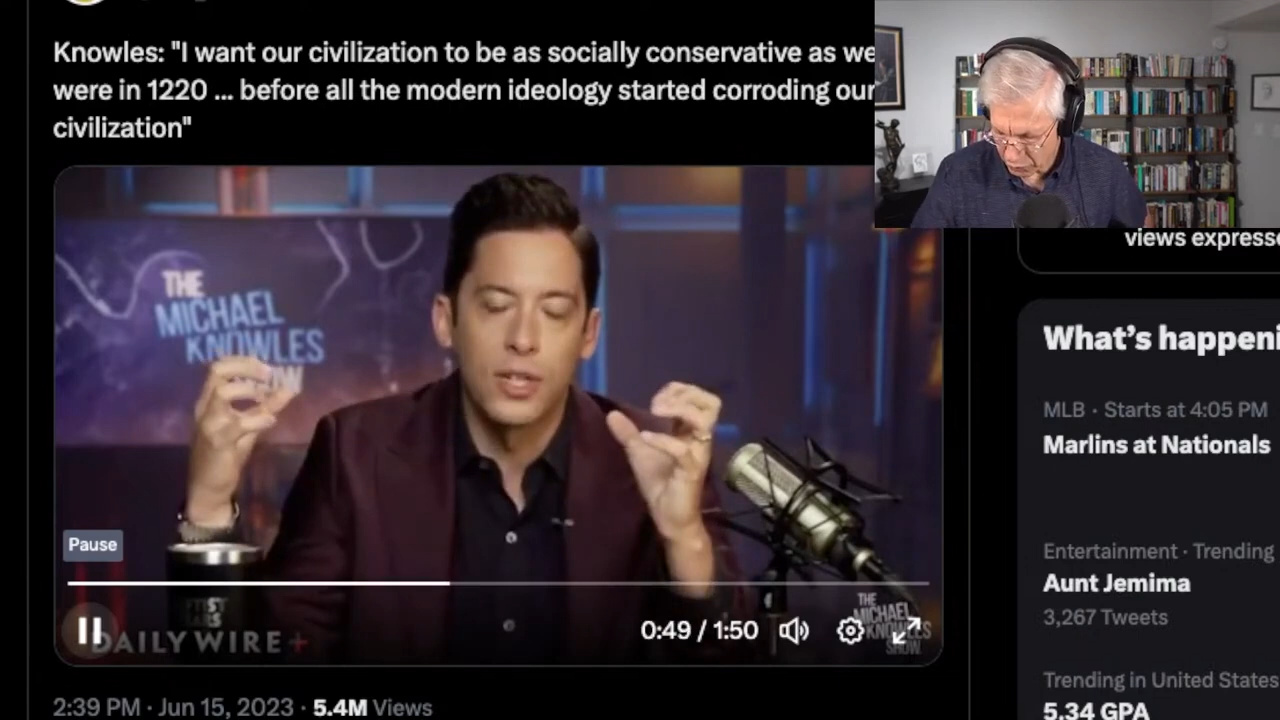 Knowles: "I want our civilization to be as socially conservative as we
were in 1220 ... before all the modern ideology started corroding our
civilization"
THE
MICHAEL
KNOWLES
SHOW
Pause
0:49 / 1:50
DAILY WIRE+
THE
MICHAEL
KNOWLES
SHOW
2:39 PM · Jun 15, 2023 · 5.4M Views
views express
What's happeni
MLB · Starts at 4:05 PM
Marlins at Nationals
Entertainment · Trending
Aunt Jemima
3,267 Tweets
Trending in United States
5.34 GPA